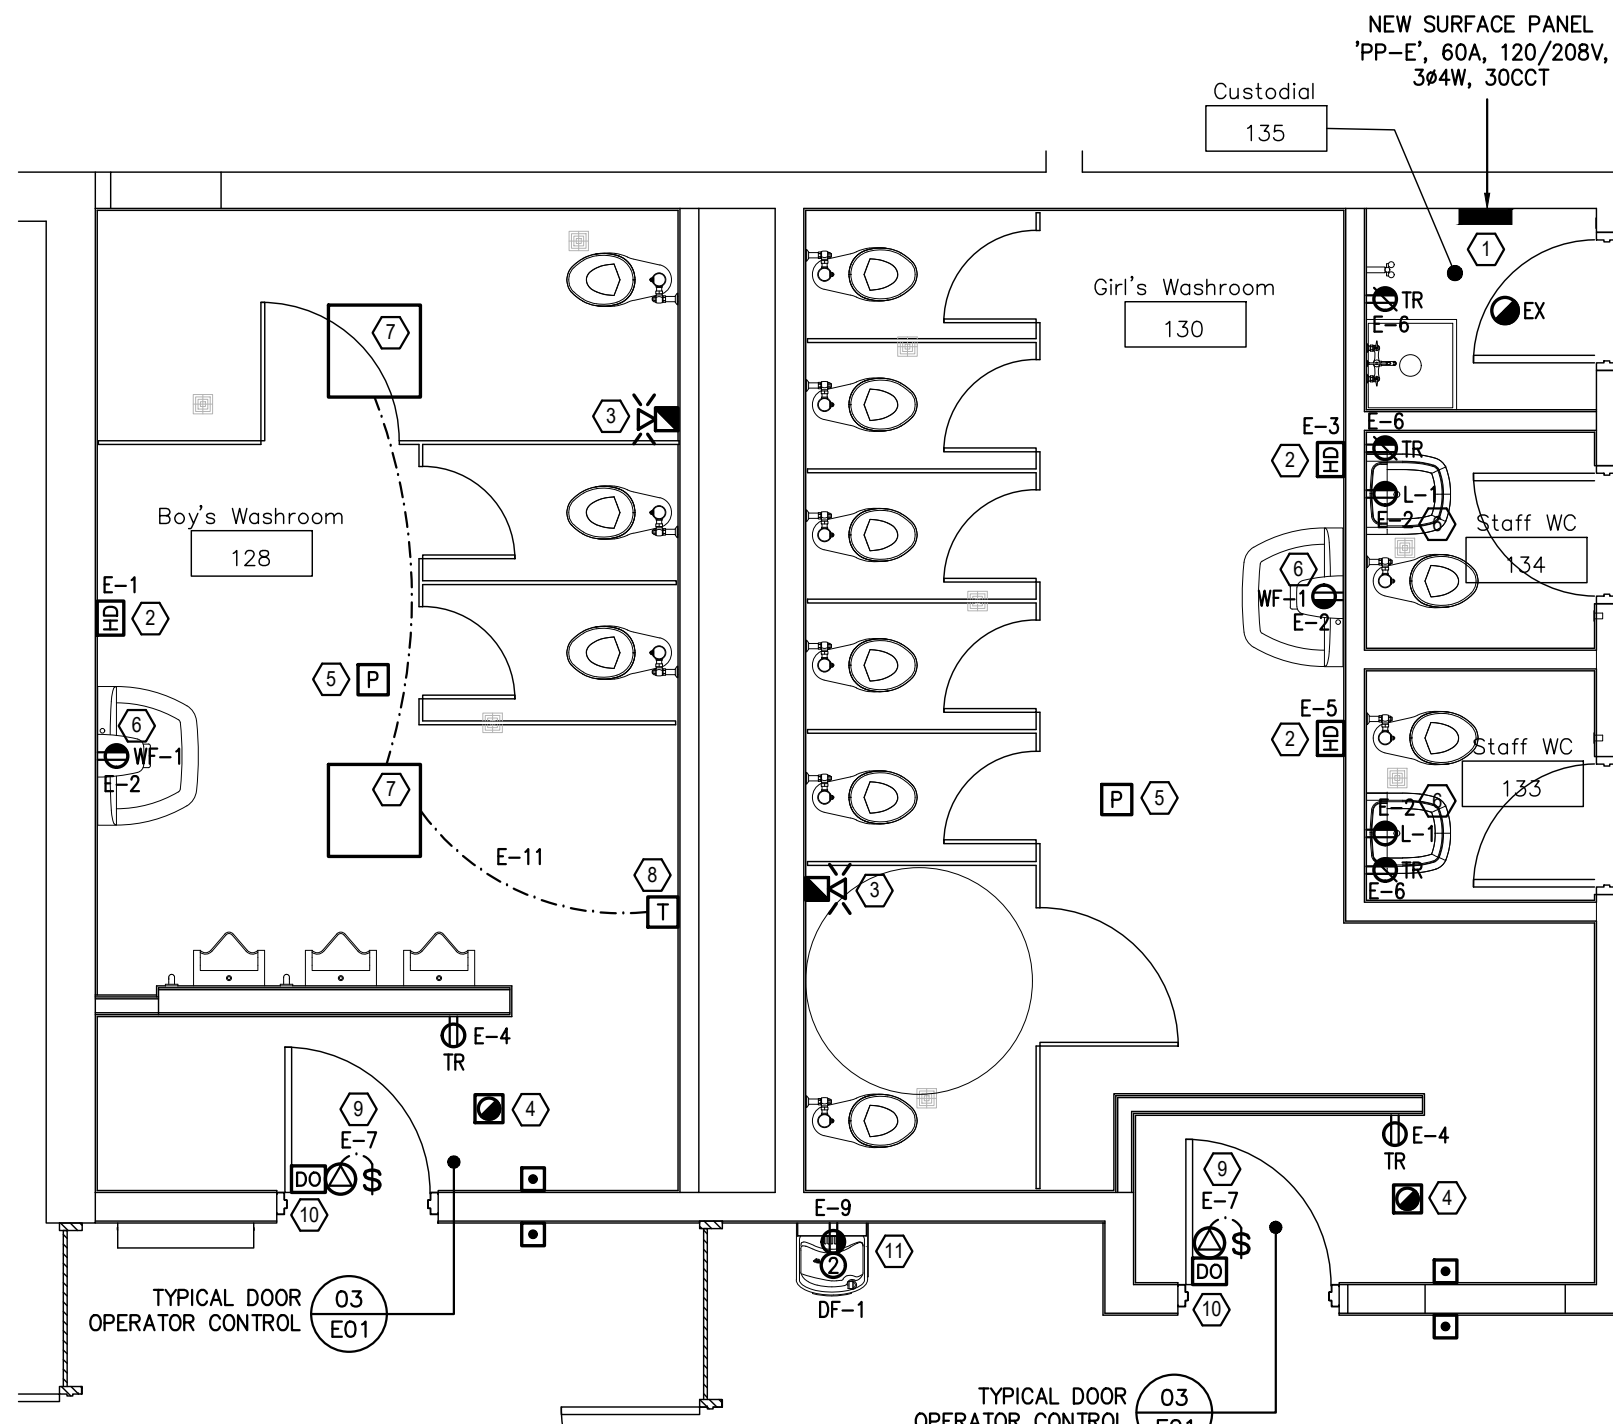 NEW SURFACE PANEL
'PP-E', 60A, 120/208V,
3ø4W, 30CCT
Custodial
135
1
TR
E-6
EX
7
3
Girl's Washroom
130
E-3
2
HD
E-6
TR
L-1
E-2
6
Staff WC
134
Boy's Washroom
128
E-1
HD
2
6
WF-1
E-2
5
P
6
WF-1
E-2
7
E-5
2
HD
Staff WC
133
P
5
E-2
6
L-1
TR
E-6
E-11
8
T
3
E-4
TR
9
E-7
4
DO
$
10
E-4
TR
9
E-7
4
$
DO
10
E-9
11
2
DF-1
TYPICAL DOOR
OPERATOR CONTROL
03
E01
TYPICAL DOOR
OPERATOR CONTROL
03
E01